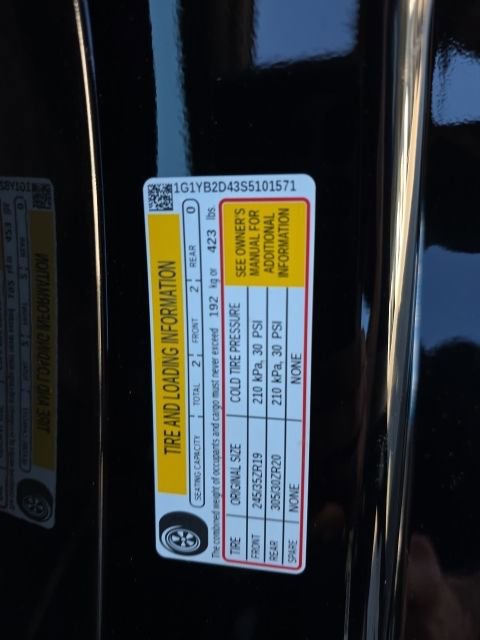 1G1YB2D43S5101571
TIRE AND LOADING INFORMATION
SEATING CAPACITY TOTAL 2 FRONT 2 REAR 0
The combined weight of occupants and cargo must never exceed 192 kg or 423 lbs.
TIRE ORIGINAL SIZE COLD TIRE PRESSURE
FRONT 245/35ZR19 210 kPa, 30 PSI
REAR 305/30ZR20 210 kPa, 30 PSI
SPARE NONE NONE
SEE OWNER'S
MANUAL FOR
ADDITIONAL
INFORMATION